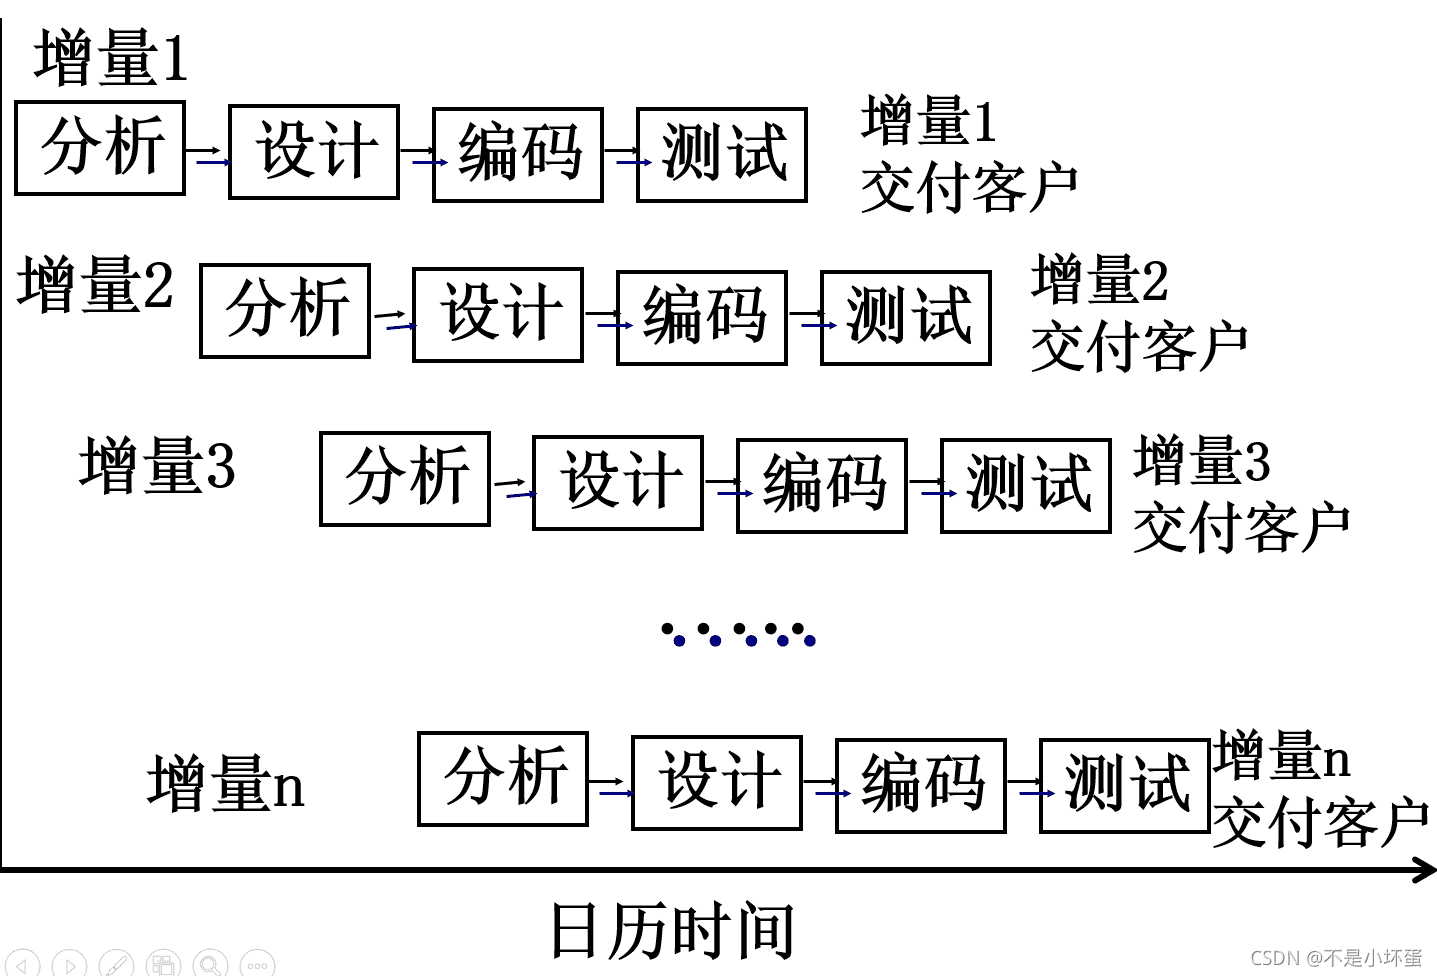 增量1
分析
设计
编码
测试
增量1
交付客户
增量2
分析
设计
编码
测试
增量2
交付客户
增量3
分析
设计
编码
测试
增量3
交付客户
增量n
分析
设计
编码
测试
增量n
交付客户
日历时间
CSDN @不是小坏蛋